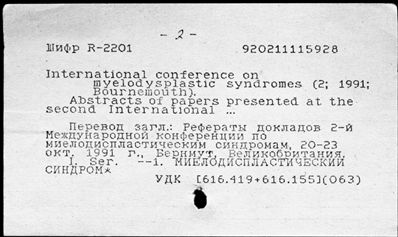 - 2 -
Шифр R-2201 920211115928
International conference on
myelodysplastic syndromes (2; 1991;
Bournemouth).
Abstracts of papers presented at the
second International ...
Перевод загл.: Рефераты докладов 2-й
Международной конференции по
миелодиспластическим синдромам, 20-23
окт. 1991 г., Бернмут, Великобритания.
I. Ser. --1. МИЕЛОДИСПЛАСТИЧЕСКИЙ
СИНДРОМ*
УДК [616.419+616.155](063)